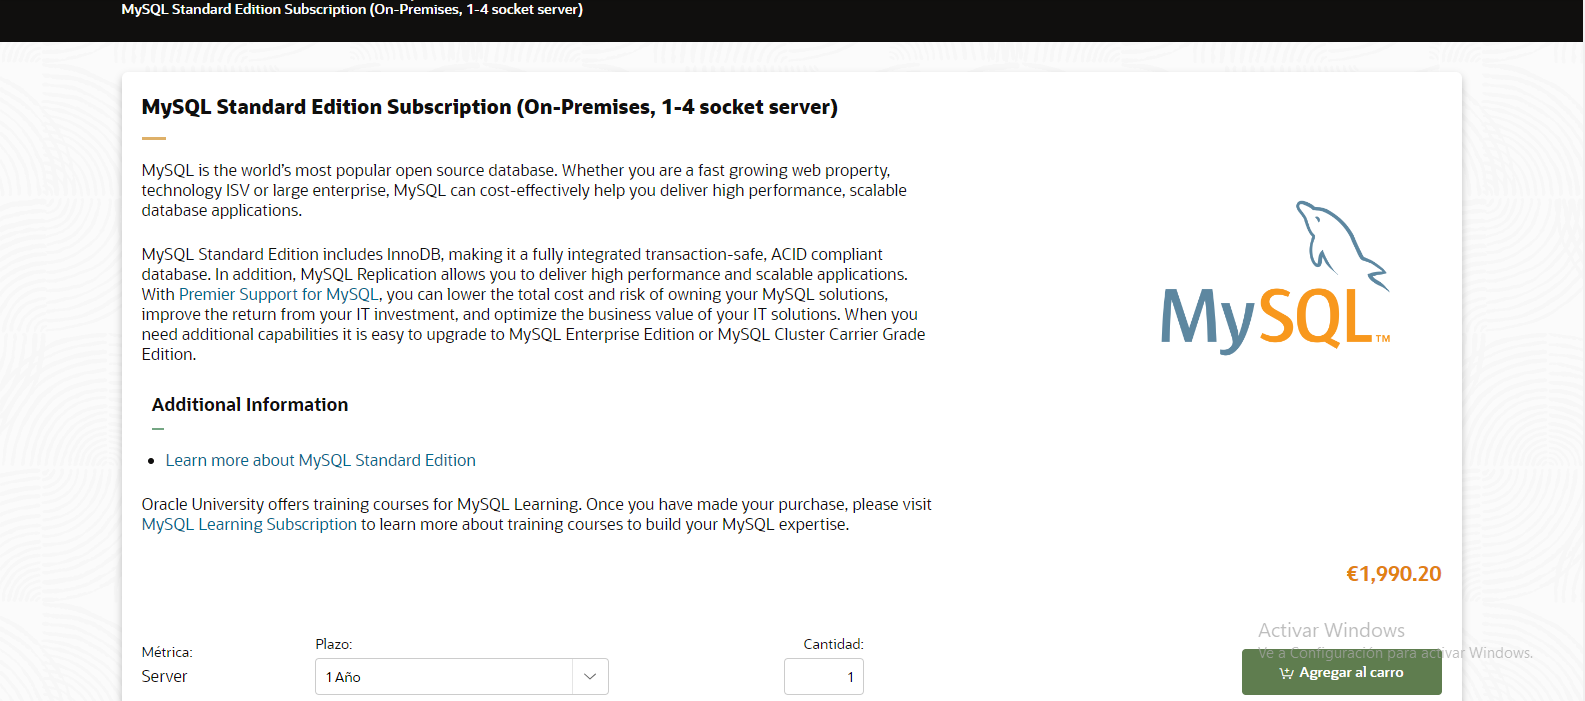 MySQL Standard Edition Subscription (On-Premises, 1-4 socket server)
MySQL Standard Edition Subscription (On-Premises, 1-4 socket server)
MySQL is the world's most popular open source database. Whether you are a fast growing web property,
technology ISV or large enterprise, MySQL can cost-effectively help you deliver high performance, scalable
database applications.
MySQL Standard Edition includes InnoDB, making it a fully integrated transaction-safe, ACID compliant
database. In addition, MySQL Replication allows you to deliver high performance and scalable applications.
With Premier Support for MySQL, you can lower the total cost and risk of owning your MySQL solutions,
improve the return from your IT investment, and optimize the business value of your IT solutions. When you
need additional capabilities it is easy to upgrade to MySQL Enterprise Edition or MySQL Cluster Carrier Grade
Edition.
MySQL™
Additional Information
Learn more about MySQL Standard Edition
Oracle University offers training courses for MySQL Learning. Once you have made your purchase, please visit
MySQL Learning Subscription to learn more about training courses to build your MySQL expertise.
€1,990.20
Métrica:
Server
Plazo:
1 Año
Cantidad:
1
Activar Windows
Ve a Configuración para activar Windows.
Agregar al carro